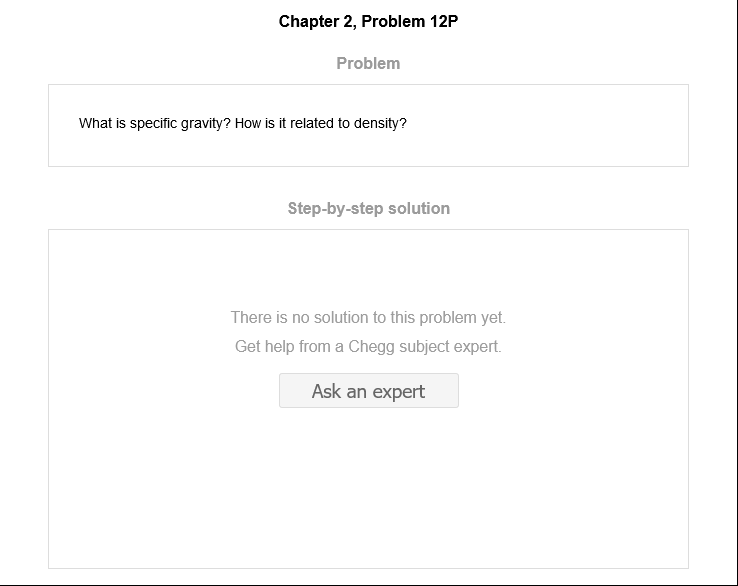 Chapter 2, Problem 12P
Problem
What is specific gravity? How is it related to density?
Step-by-step solution
There is no solution to this problem yet.
Get help from a Chegg subject expert.
Ask an expert